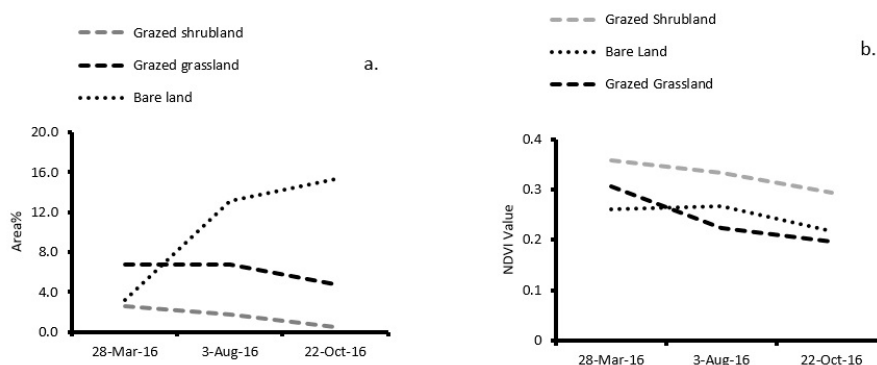 Grazed shrubland
Grazed grassland
Bare land
a.
Area%
20.0
16.0
12.0
8.0
4.0
0.0
28-Mar-16
3-Aug-16
22-Oct-16
Grazed Shrubland
Bare Land
Grazed Grassland
b.
NDVI Value
0.4
0.3
0.2
0.1
0
28-Mar-16
3-Aug-16
22-Oct-16